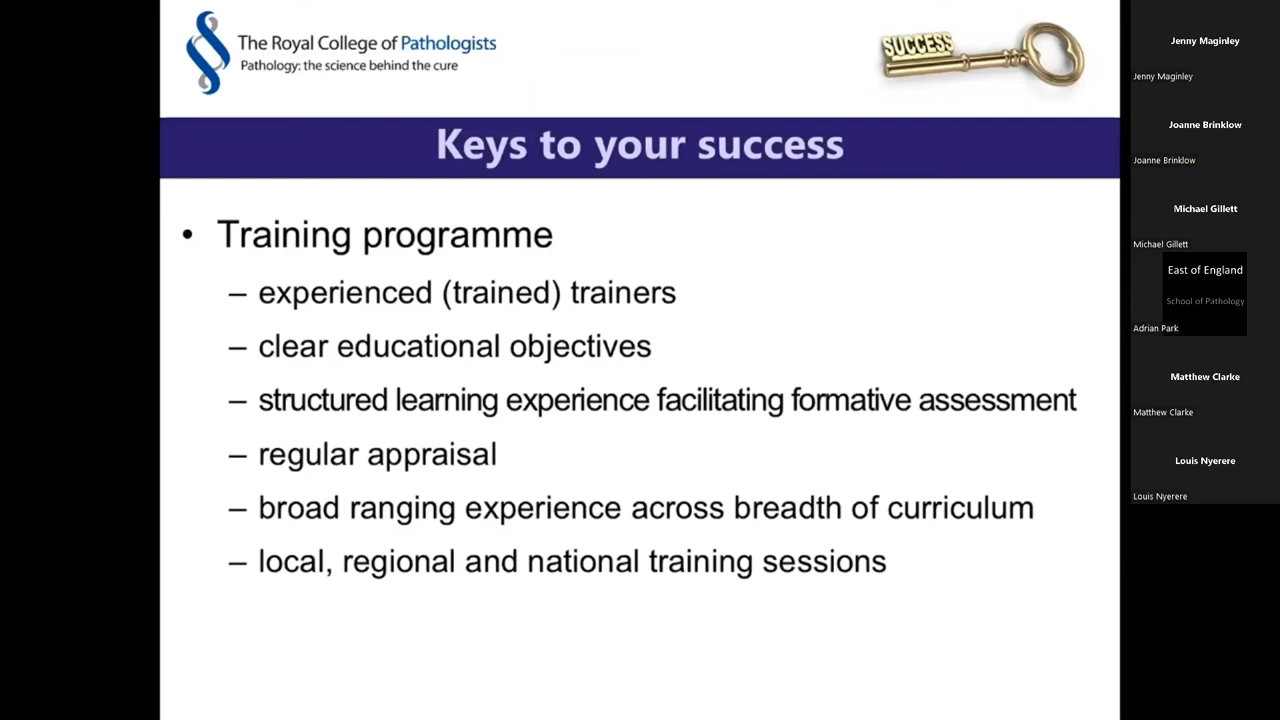 The Royal College of Pathologists
Pathology: the science behind the cure
SUCCESS
Keys to your success
• Training programme
– experienced (trained) trainers
– clear educational objectives
– structured learning experience facilitating formative assessment
– regular appraisal
– broad ranging experience across breadth of curriculum
– local, regional and national training sessions
Jenny Maginley
Jenny Maginley
Joanne Brinklow
Joanne Brinklow
Michael Gillett
Michael Gillett
East of England
School of Pathology
Adrian Park
Matthew Clarke
Matthew Clarke
Louis Nyerere
Louis Nyerere